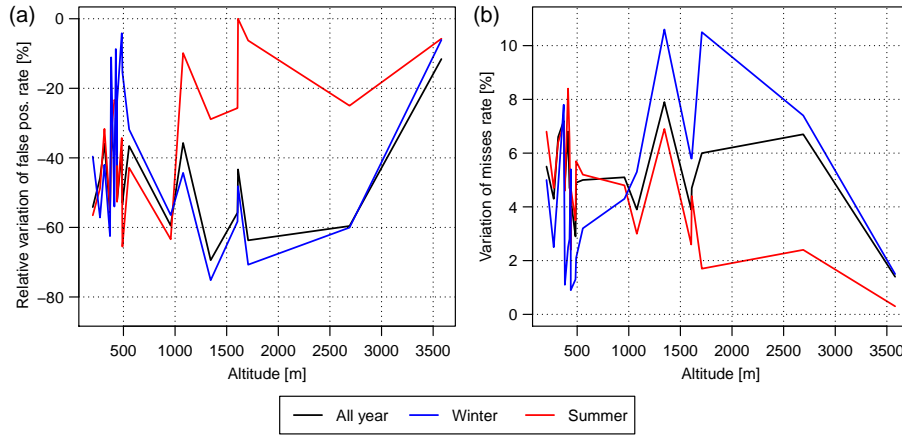 (a)
Relative variation of false pos. rate [%]
0
−20
−40
−60
−80
500 1000 1500 2000 2500 3000 3500
Altitude [m]
(b)
Variation of misses rate [%]
10
8
6
4
2
0
500 1000 1500 2000 2500 3000 3500
Altitude [m]
All year Winter Summer